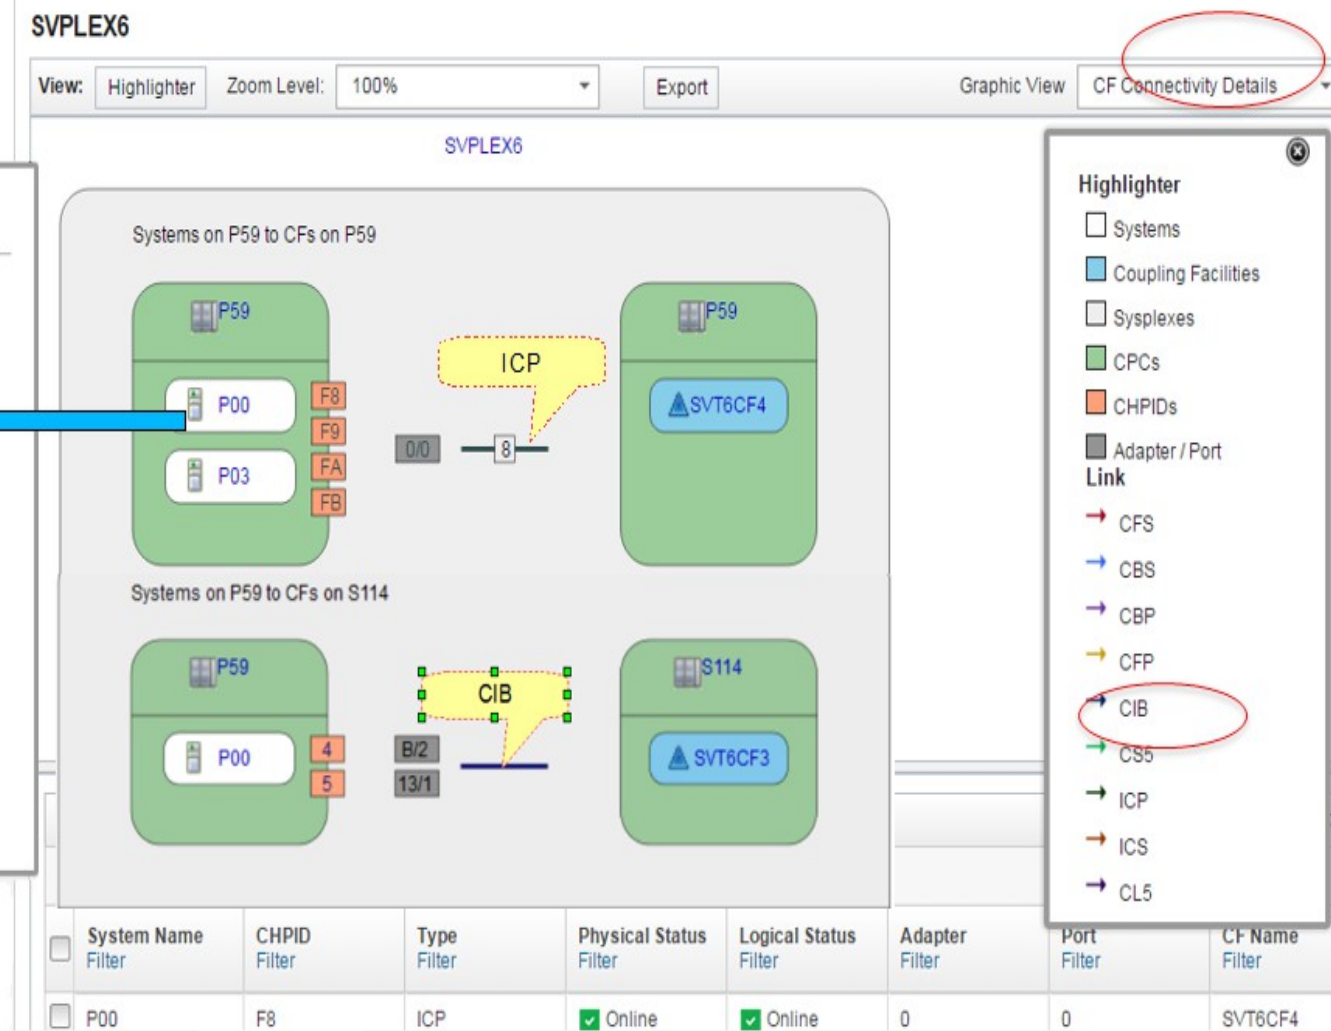 SVPLEX6
View: Highlighter Zoom Level: 100% Export Graphic View CF Connectivity Details
SVPLEX6
Systems on P59 to CFs on P59
P59
P00
P03
F8
F9
FA
FB
0/0
8
ICP
P59
SVT6CF4
Systems on P59 to CFs on S114
P59
P00
4
5
B/2
13/1
CIB
S114
SVT6CF3
Highlighter
Systems
Coupling Facilities
Sysplexes
CPCs
CHPIDs
Adapter / Port
Link
CFS
CBS
CBP
CFP
CIB
CS5
ICP
ICS
CL5
System Name CHPID Type Physical Status Logical Status Adapter Port CF Name
Filter Filter Filter Filter Filter Filter Filter Filter
P00 F8 ICP Online Online 0 0 SVT6CF4